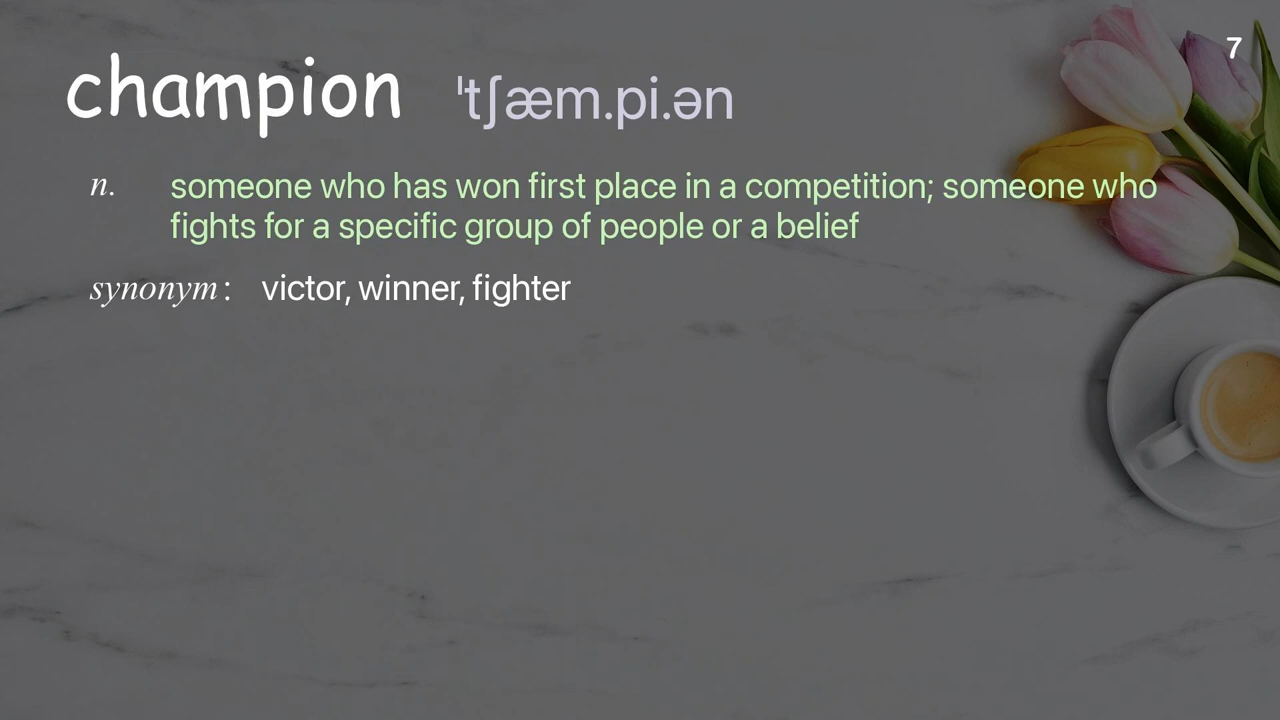 7
champion ˈtʃæm.pi.ən
n. someone who has won first place in a competition; someone who
fights for a specific group of people or a belief
synonym: victor, winner, fighter